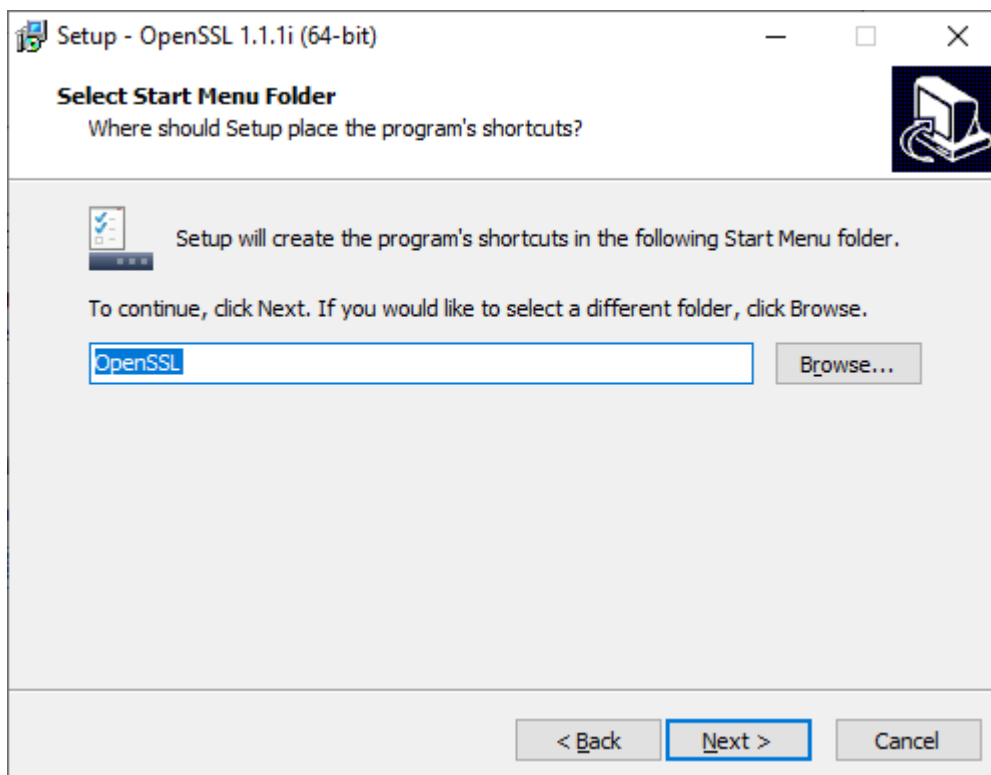 Setup - OpenSSL 1.1.1i (64-bit)
Select Start Menu Folder
Where should Setup place the program's shortcuts?
Setup will create the program's shortcuts in the following Start Menu folder.
To continue, click Next. If you would like to select a different folder, click Browse.
OpenSSL
Browse...
< Back
Next >
Cancel